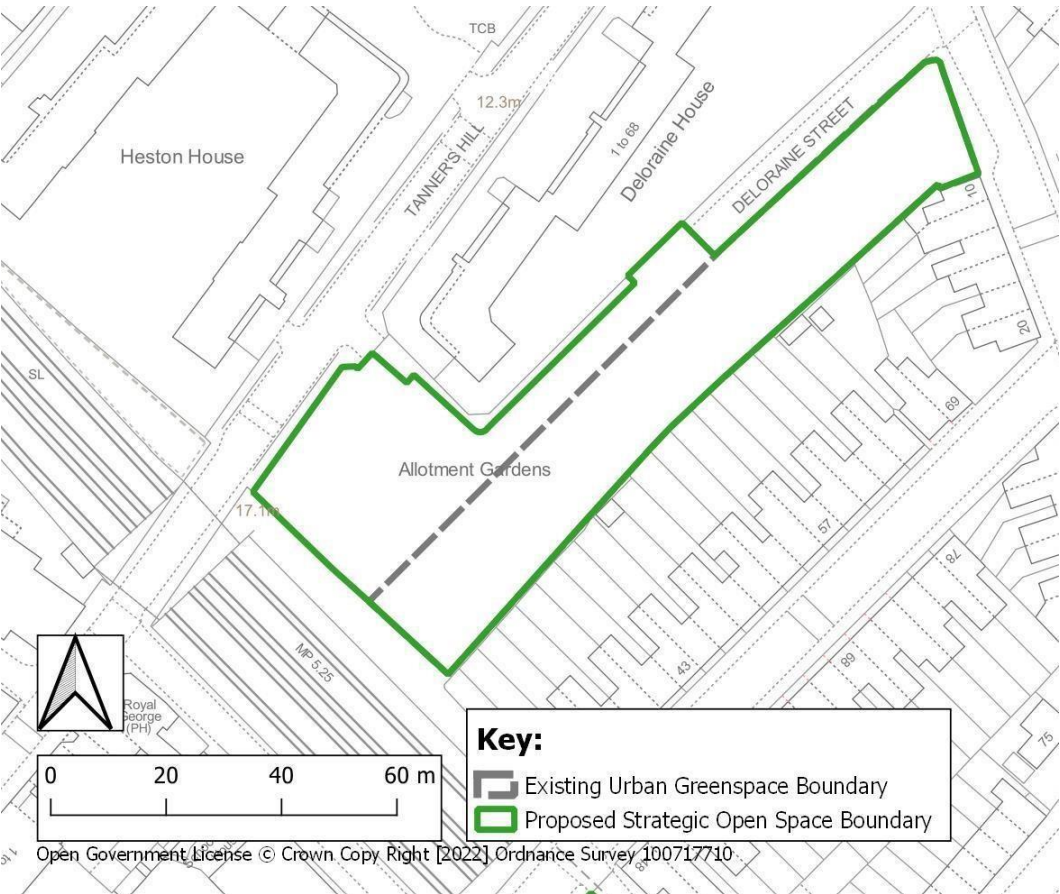 TCB
12.3m
Heston House
TANNER'S HILL
1 to 68
Deloraine House
DELORAINE STREET
10
20
SL
69
Allotment Gardens
17.1m
57
78
MP 5.25
43
89
Royal
George
(PH)
75
Key:
Existing Urban Greenspace Boundary
Proposed Strategic Open Space Boundary
0 20 40 60 m
Open Government License © Crown Copy Right [2022] Ordnance Survey 100717710